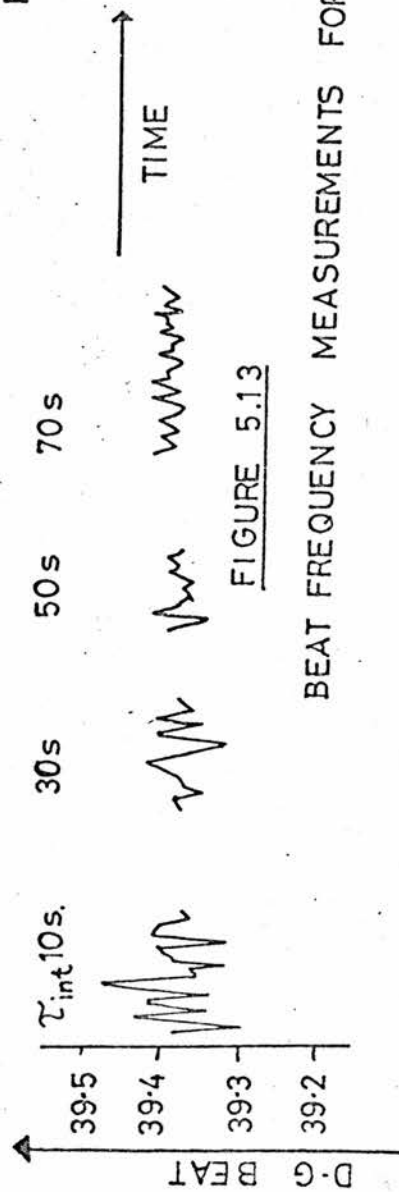 τint 10s.
30s
50s
70s
39·5
39·4
39·3
39·2
D-G BEAT
TIME
FIGURE 5.13
BEAT FREQUENCY MEASUREMENTS